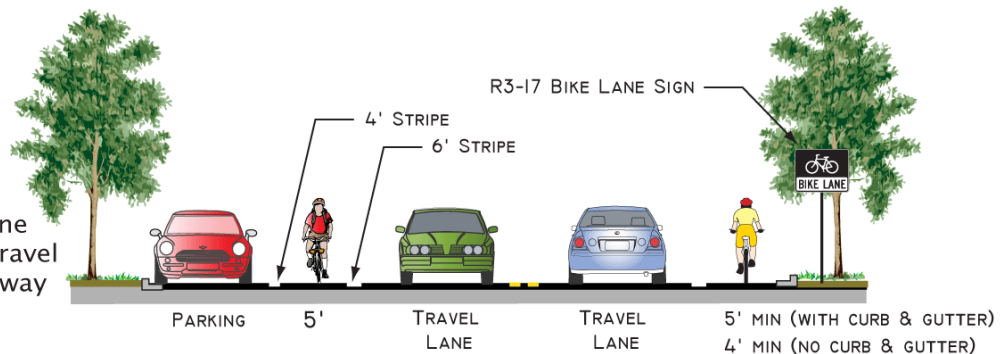 R3-17 BIKE LANE SIGN
4' STRIPE
6' STRIPE
BIKE LANE
ne
ravel
way
PARKING
5'
TRAVEL
LANE
TRAVEL
LANE
5' MIN (WITH CURB & GUTTER)
4' MIN (NO CURB & GUTTER)